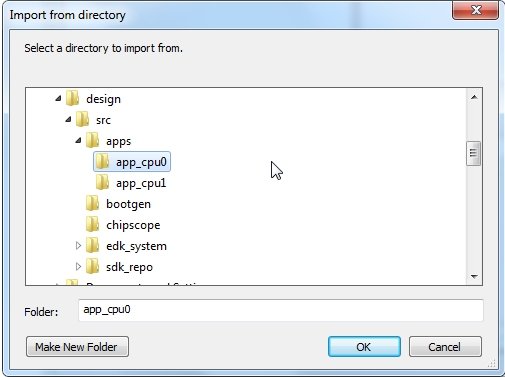 Import from directory
Select a directory to import from.
design
src
apps
app_cpu0
app_cpu1
bootgen
chipscope
edk_system
sdk_repo
Folder: app_cpu0
Make New Folder OK Cancel